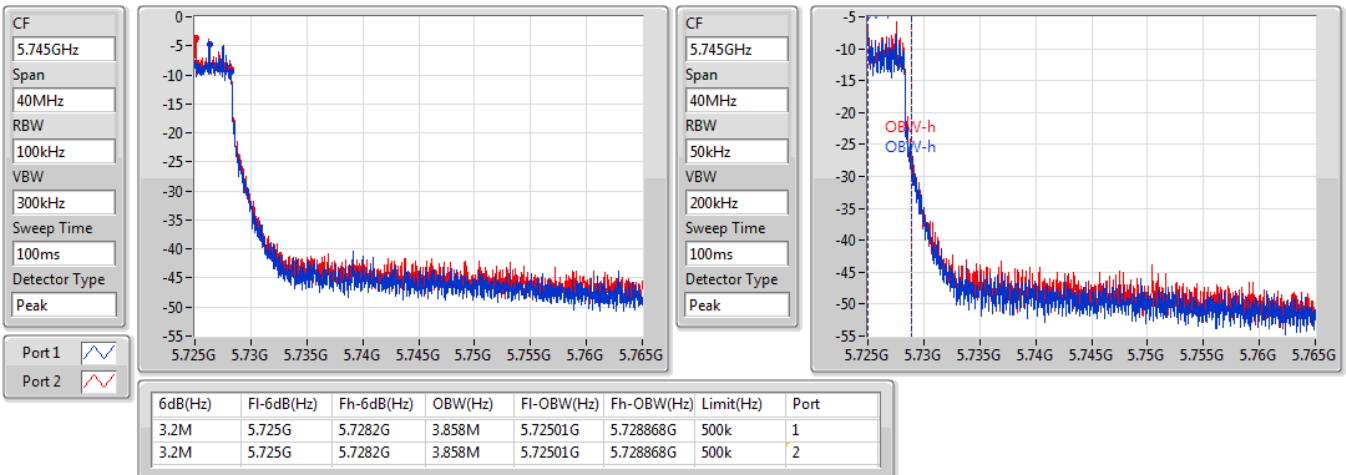 CF
5.745GHz
Span
40MHz
RBW
100kHz
VBW
300kHz
Sweep Time
100ms
Detector Type
Peak
Port 1
Port 2
0
-5
-10
-15
-20
-25
-30
-35
-40
-45
-50
-55
5.725G 5.73G 5.735G 5.74G 5.745G 5.75G 5.755G 5.76G 5.765G
CF
5.745GHz
Span
40MHz
RBW
50kHz
VBW
200kHz
Sweep Time
100ms
Detector Type
Peak
-5
-10
-15
-20
-25
-30
-35
-40
-45
-50
-55
OBW-h
OBW-h
5.725G 5.73G 5.735G 5.74G 5.745G 5.75G 5.755G 5.76G 5.765G
6dB(Hz) Fl-6dB(Hz) Fh-6dB(Hz) OBW(Hz) Fl-OBW(Hz) Fh-OBW(Hz) Limit(Hz) Port
3.2M 5.725G 5.7282G 3.858M 5.72501G 5.728868G 500k 1
3.2M 5.725G 5.7282G 3.858M 5.72501G 5.728868G 500k 2